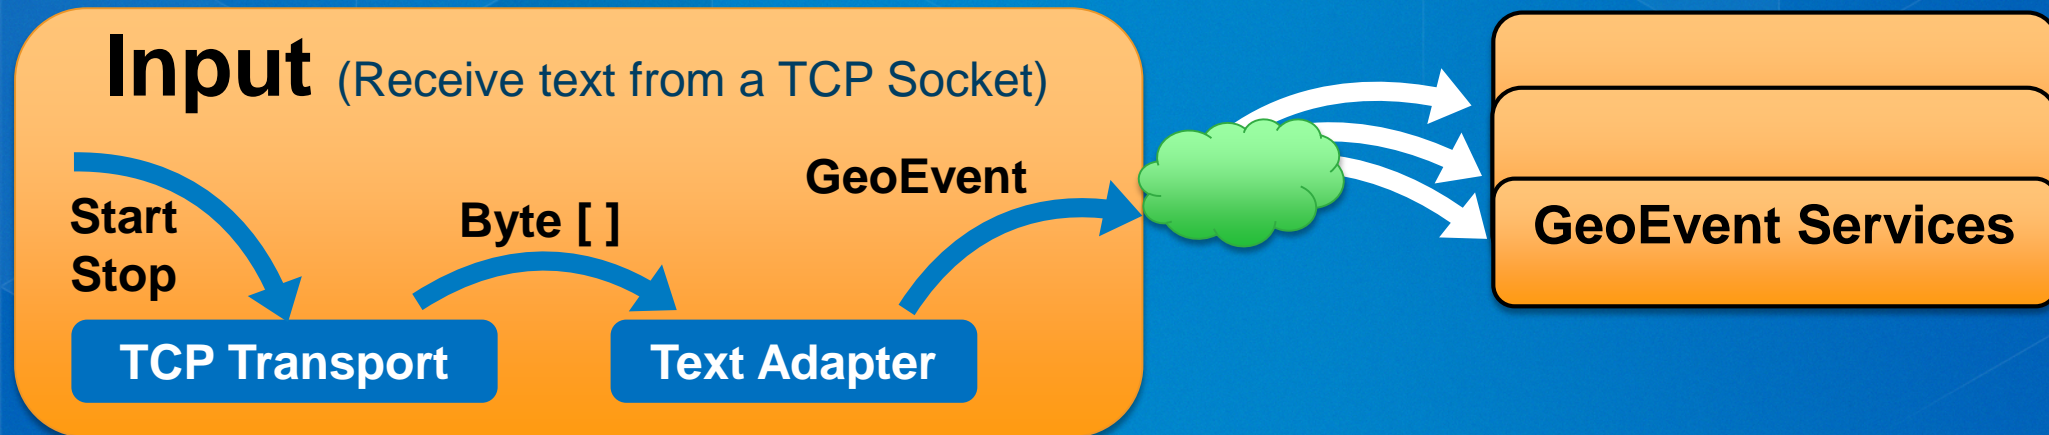 Input (Receive text from a TCP Socket)
Start
Stop
Byte [ ]
GeoEvent
TCP Transport
Text Adapter
GeoEvent Services